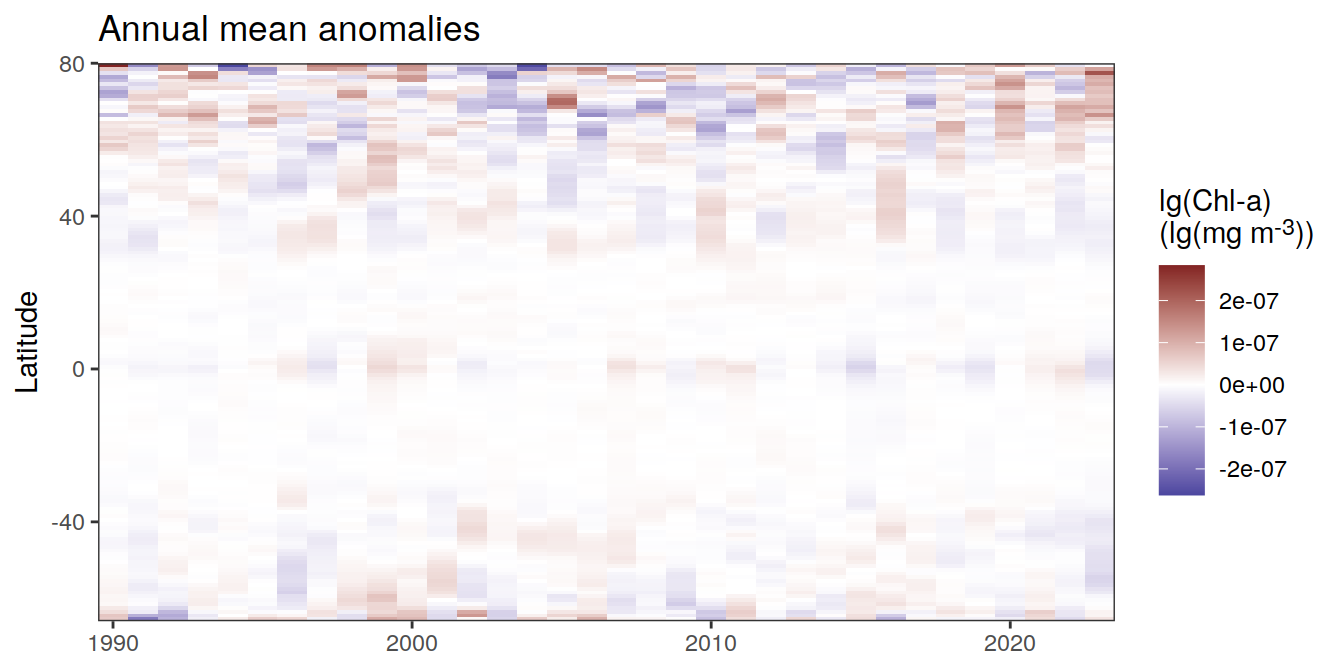 Annual mean anomalies
80
40
0
-40
Latitude
1990
2000
2010
2020
lg(Chl-a)
(lg(mg m-3))
2e-07
1e-07
0e+00
-1e-07
-2e-07